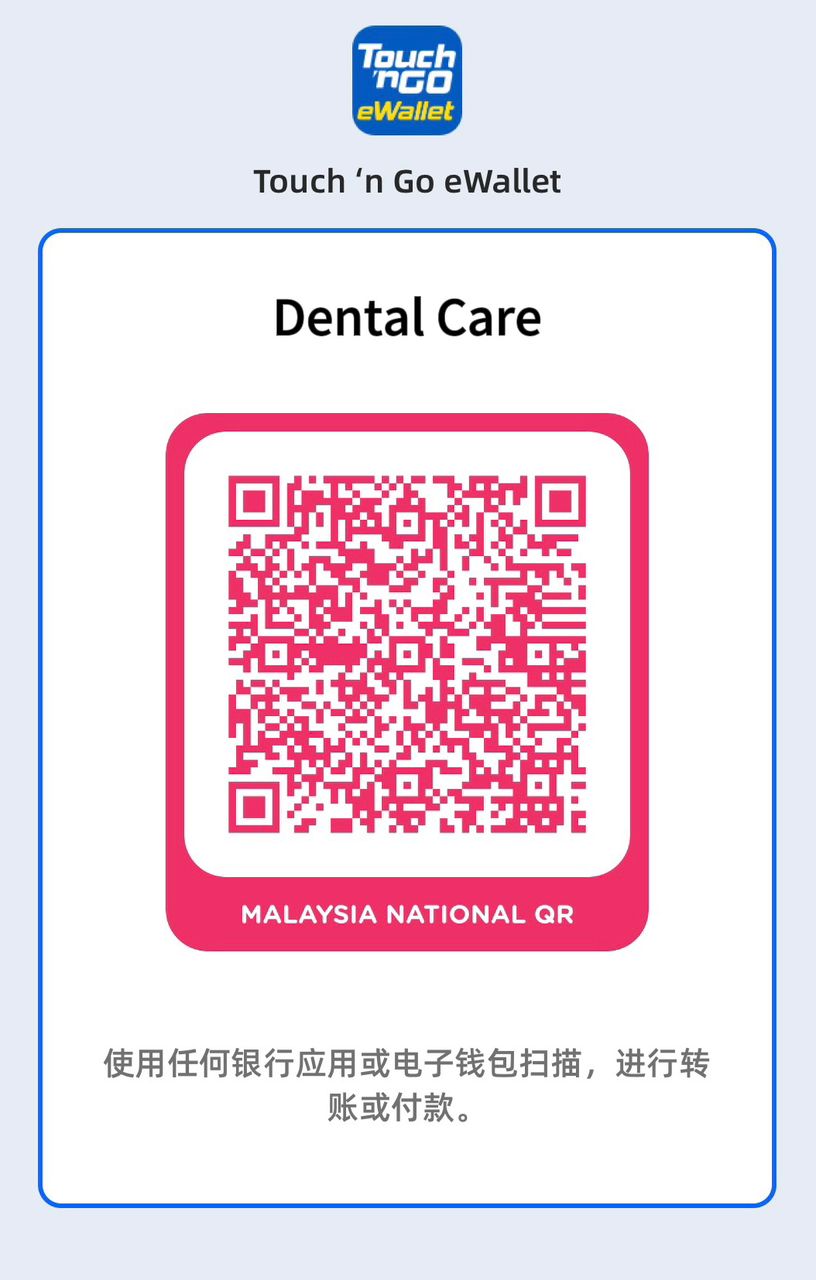 Touch
'nGO
eWallet
Touch ‘n Go eWallet
Dental Care
MALAYSIA NATIONAL QR
使用任何银行应用或电子钱包扫描，进行转
账或付款。